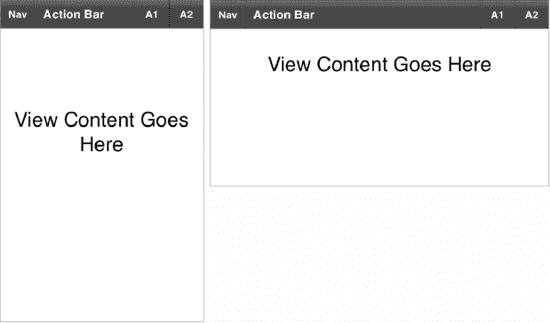 Nav Action Bar A1 A2
View Content Goes
Here
Nav Action Bar A1 A2
View Content Goes Here